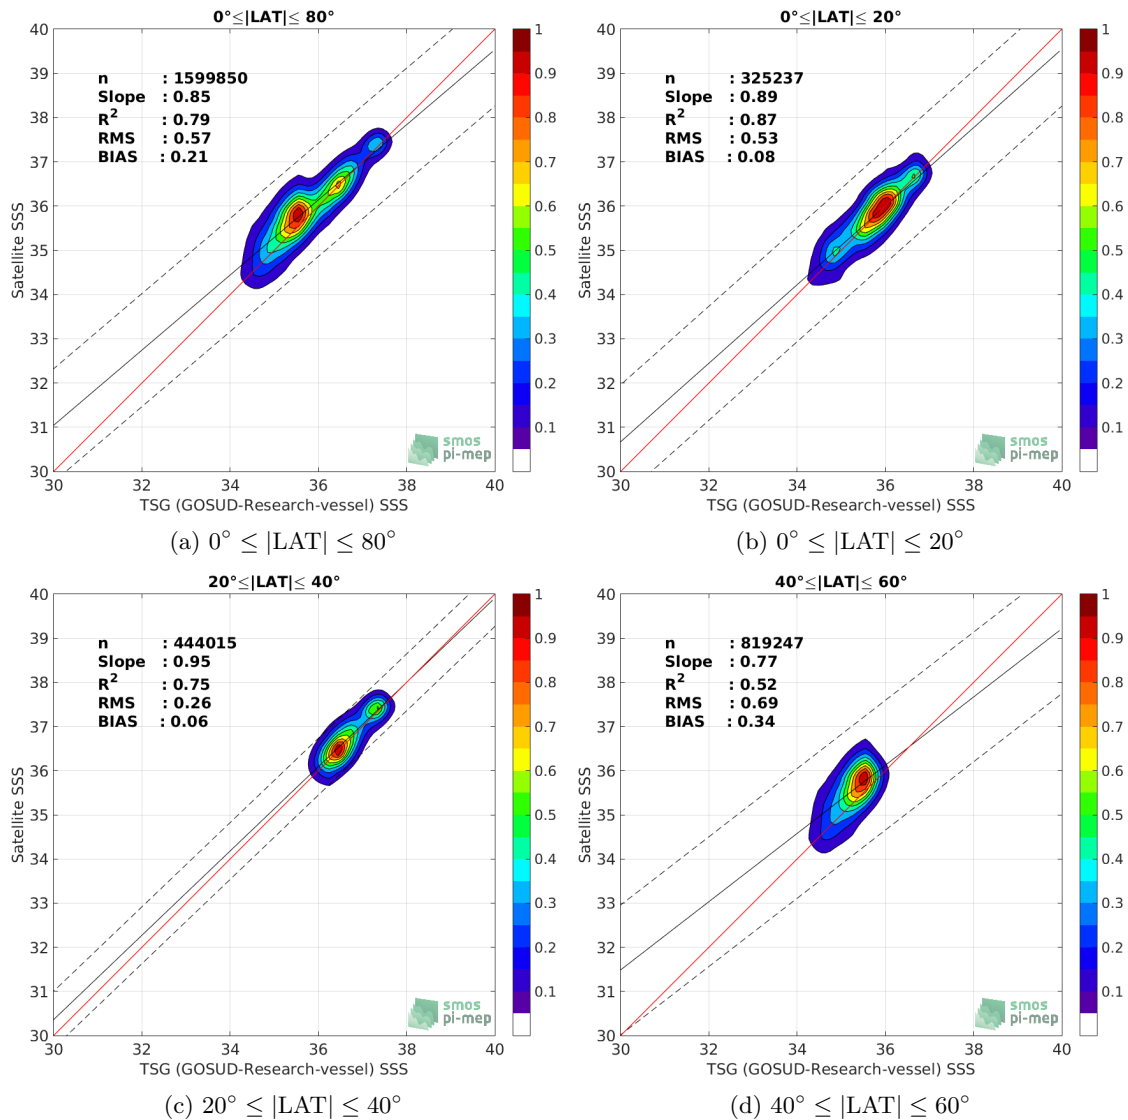 0°≤|LAT|≤ 80°
40
39
38
37
36
35
34
33
32
31
30
Satellite SSS
n : 1599850
Slope : 0.85
R² : 0.79
RMS : 0.57
BIAS : 0.21
smos
pi-mep
30 32 34 36 38 40
TSG (GOSUD-Research-vessel) SSS
1
0.9
0.8
0.7
0.6
0.5
0.4
0.3
0.2
0.1
(a) 0° ≤ |LAT| ≤ 80°
0°≤|LAT|≤ 20°
40
39
38
37
36
35
34
33
32
31
30
Satellite SSS
n : 325237
Slope : 0.89
R² : 0.87
RMS : 0.53
BIAS : 0.08
smos
pi-mep
30 32 34 36 38 40
TSG (GOSUD-Research-vessel) SSS
1
0.9
0.8
0.7
0.6
0.5
0.4
0.3
0.2
0.1
(b) 0° ≤ |LAT| ≤ 20°
20°≤|LAT|≤ 40°
40
39
38
37
36
35
34
33
32
31
30
Satellite SSS
n : 444015
Slope : 0.95
R² : 0.75
RMS : 0.26
BIAS : 0.06
smos
pi-mep
30 32 34 36 38 40
TSG (GOSUD-Research-vessel) SSS
1
0.9
0.8
0.7
0.6
0.5
0.4
0.3
0.2
0.1
(c) 20° ≤ |LAT| ≤ 40°
40°≤|LAT|≤ 60°
40
39
38
37
36
35
34
33
32
31
30
Satellite SSS
n : 819247
Slope : 0.77
R² : 0.52
RMS : 0.69
BIAS : 0.34
smos
pi-mep
30 32 34 36 38 40
TSG (GOSUD-Research-vessel) SSS
1
0.9
0.8
0.7
0.6
0.5
0.4
0.3
0.2
0.1
(d) 40° ≤ |LAT| ≤ 60°